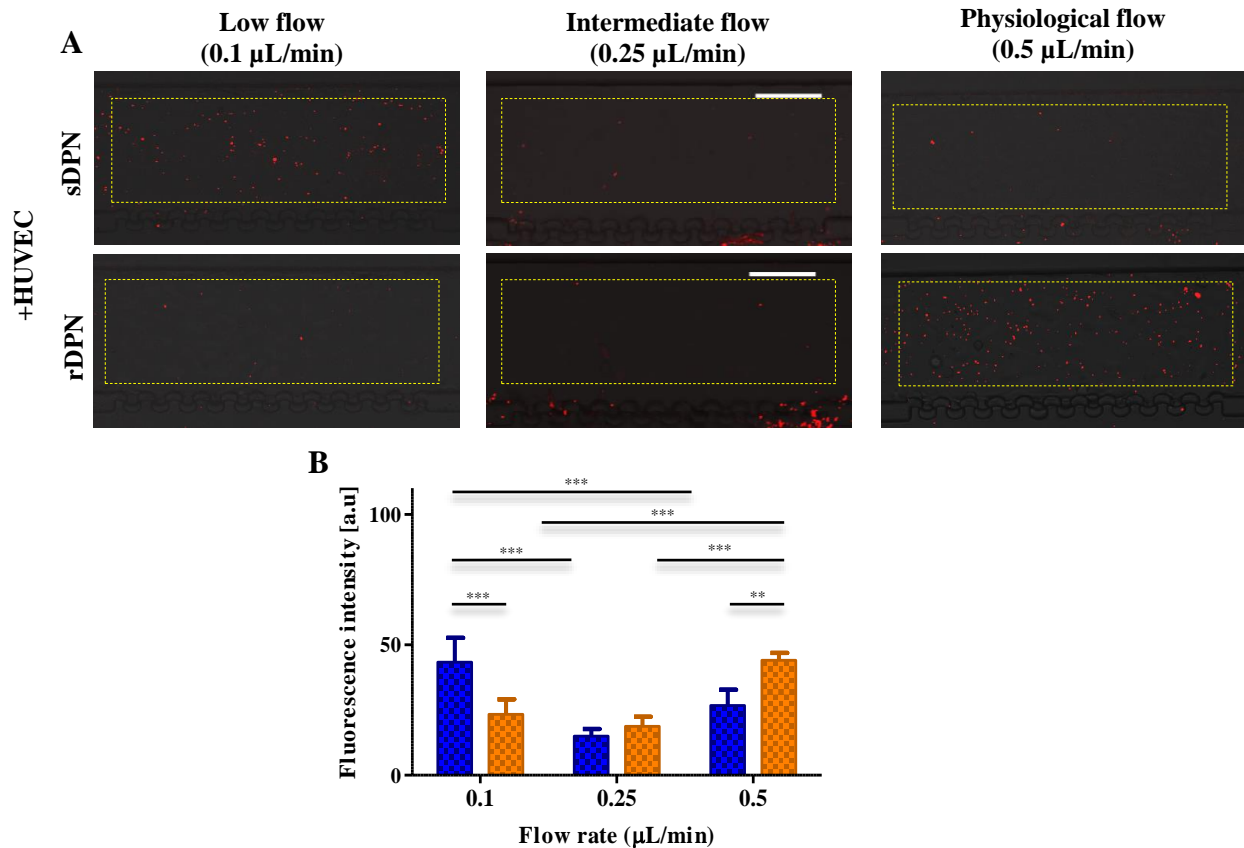 A
Low flow
(0.1 µL/min)
Intermediate flow
(0.25 µL/min)
Physiological flow
(0.5 µL/min)
+HUVEC
sDPN
rDPN
B
Fluorescence intensity [a.u]
100
50
0
***
***
***
***
***
**
0.1
0.25
0.5
Flow rate (µL/min)